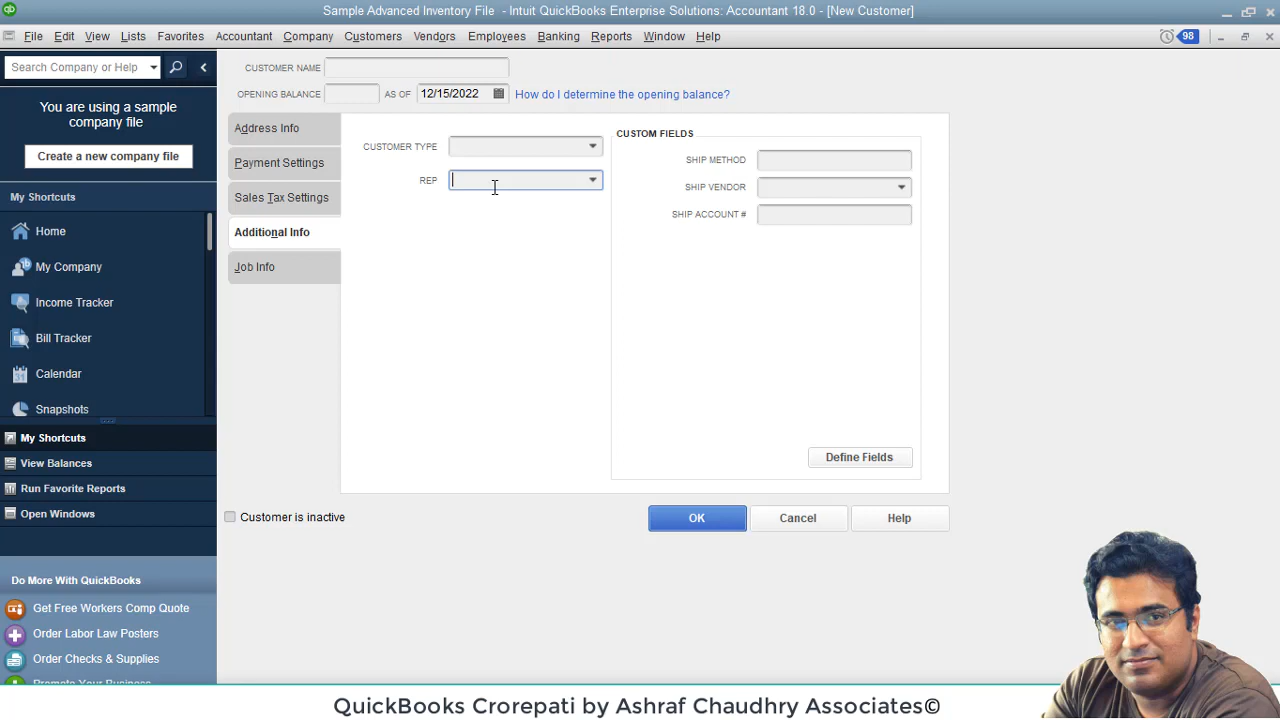 Sample Advanced Inventory File - Intuit QuickBooks Enterprise Solutions: Accountant 18.0 - [New Customer]
File Edit View Lists Favorites Accountant Company Customers Vendors Employees Banking Reports Window Help 98
Search Company or Help
You are using a sample
company file
Create a new company file
My Shortcuts
Home
My Company
Income Tracker
Bill Tracker
Calendar
Snapshots
My Shortcuts
View Balances
Run Favorite Reports
Open Windows
Do More With QuickBooks
Get Free Workers Comp Quote
Order Labor Law Posters
Order Checks & Supplies
Promote Your Business
CUSTOMER NAME
OPENING BALANCE AS OF 12/15/2022 How do I determine the opening balance?
Address Info
Payment Settings
Sales Tax Settings
Additional Info
Job Info
CUSTOMER TYPE
REP
CUSTOM FIELDS
SHIP METHOD
SHIP VENDOR
SHIP ACCOUNT #
Define Fields
Customer is inactive
OK Cancel Help
QuickBooks Crorepati by Ashraf Chaudhry Associates©